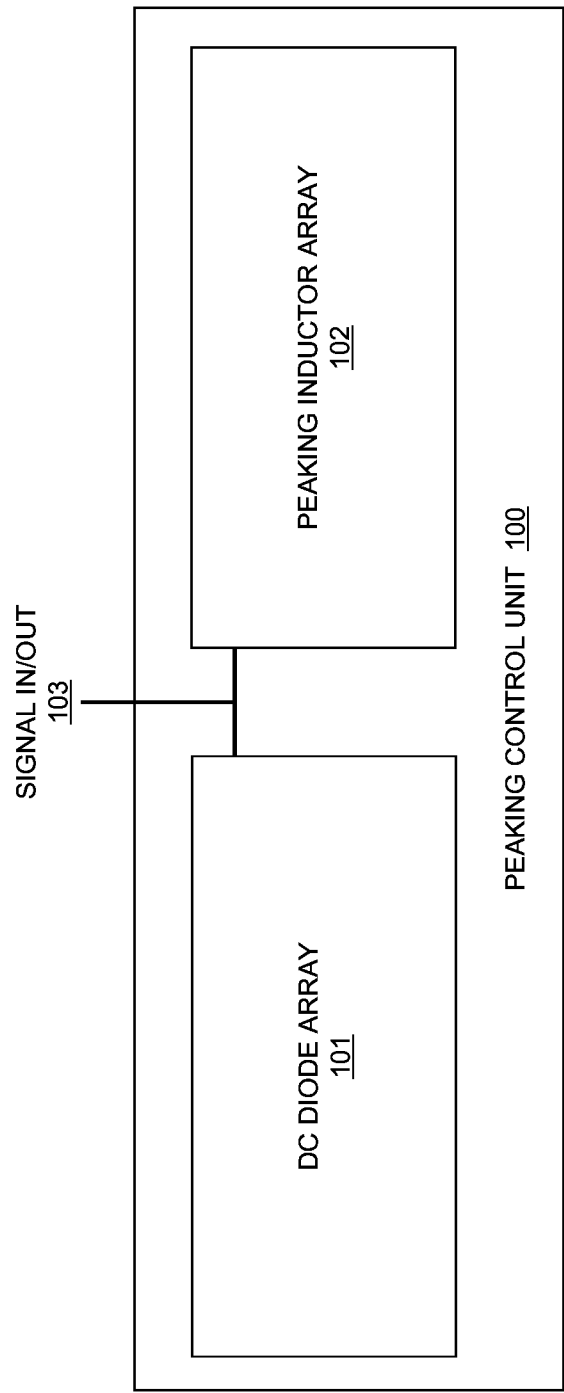 SIGNAL IN/OUT
103
DC DIODE ARRAY
101
PEAKING INDUCTOR ARRAY
102
PEAKING CONTROL UNIT 100